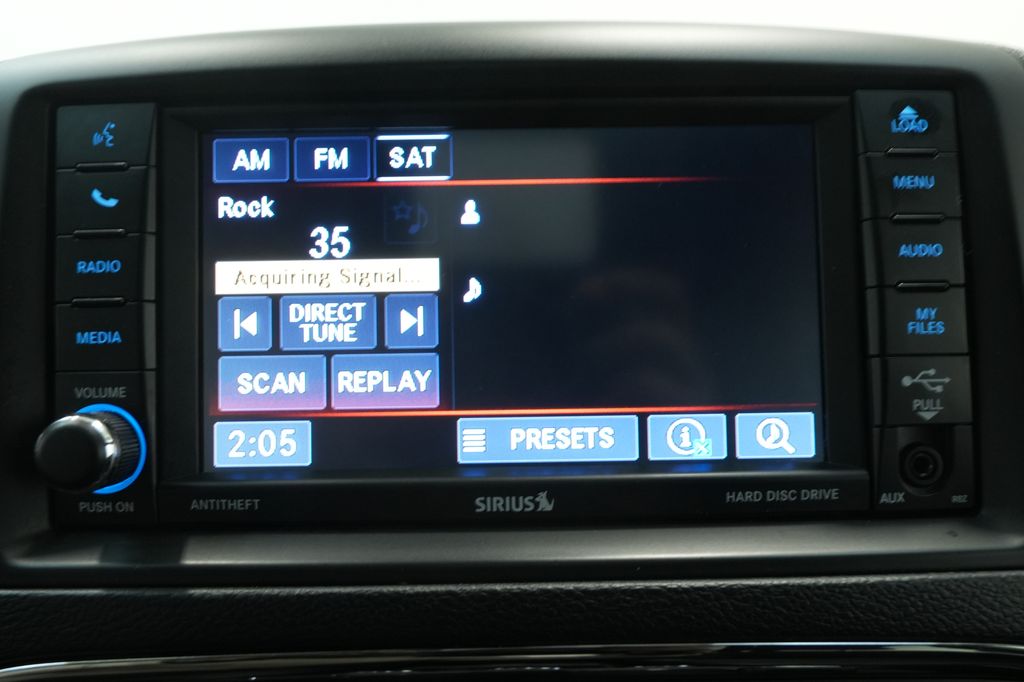 AM FM SAT
Rock
35
Acquiring Signal...
DIRECT
TUNE
SCAN REPLAY
2:05 PRESETS
RADIO
MEDIA
VOLUME
PUSH ON
LOAD
MENU
AUDIO
MY
FILES
PULL
AUX RBZ
ANTITHEFT SIRIUS HARD DISC DRIVE